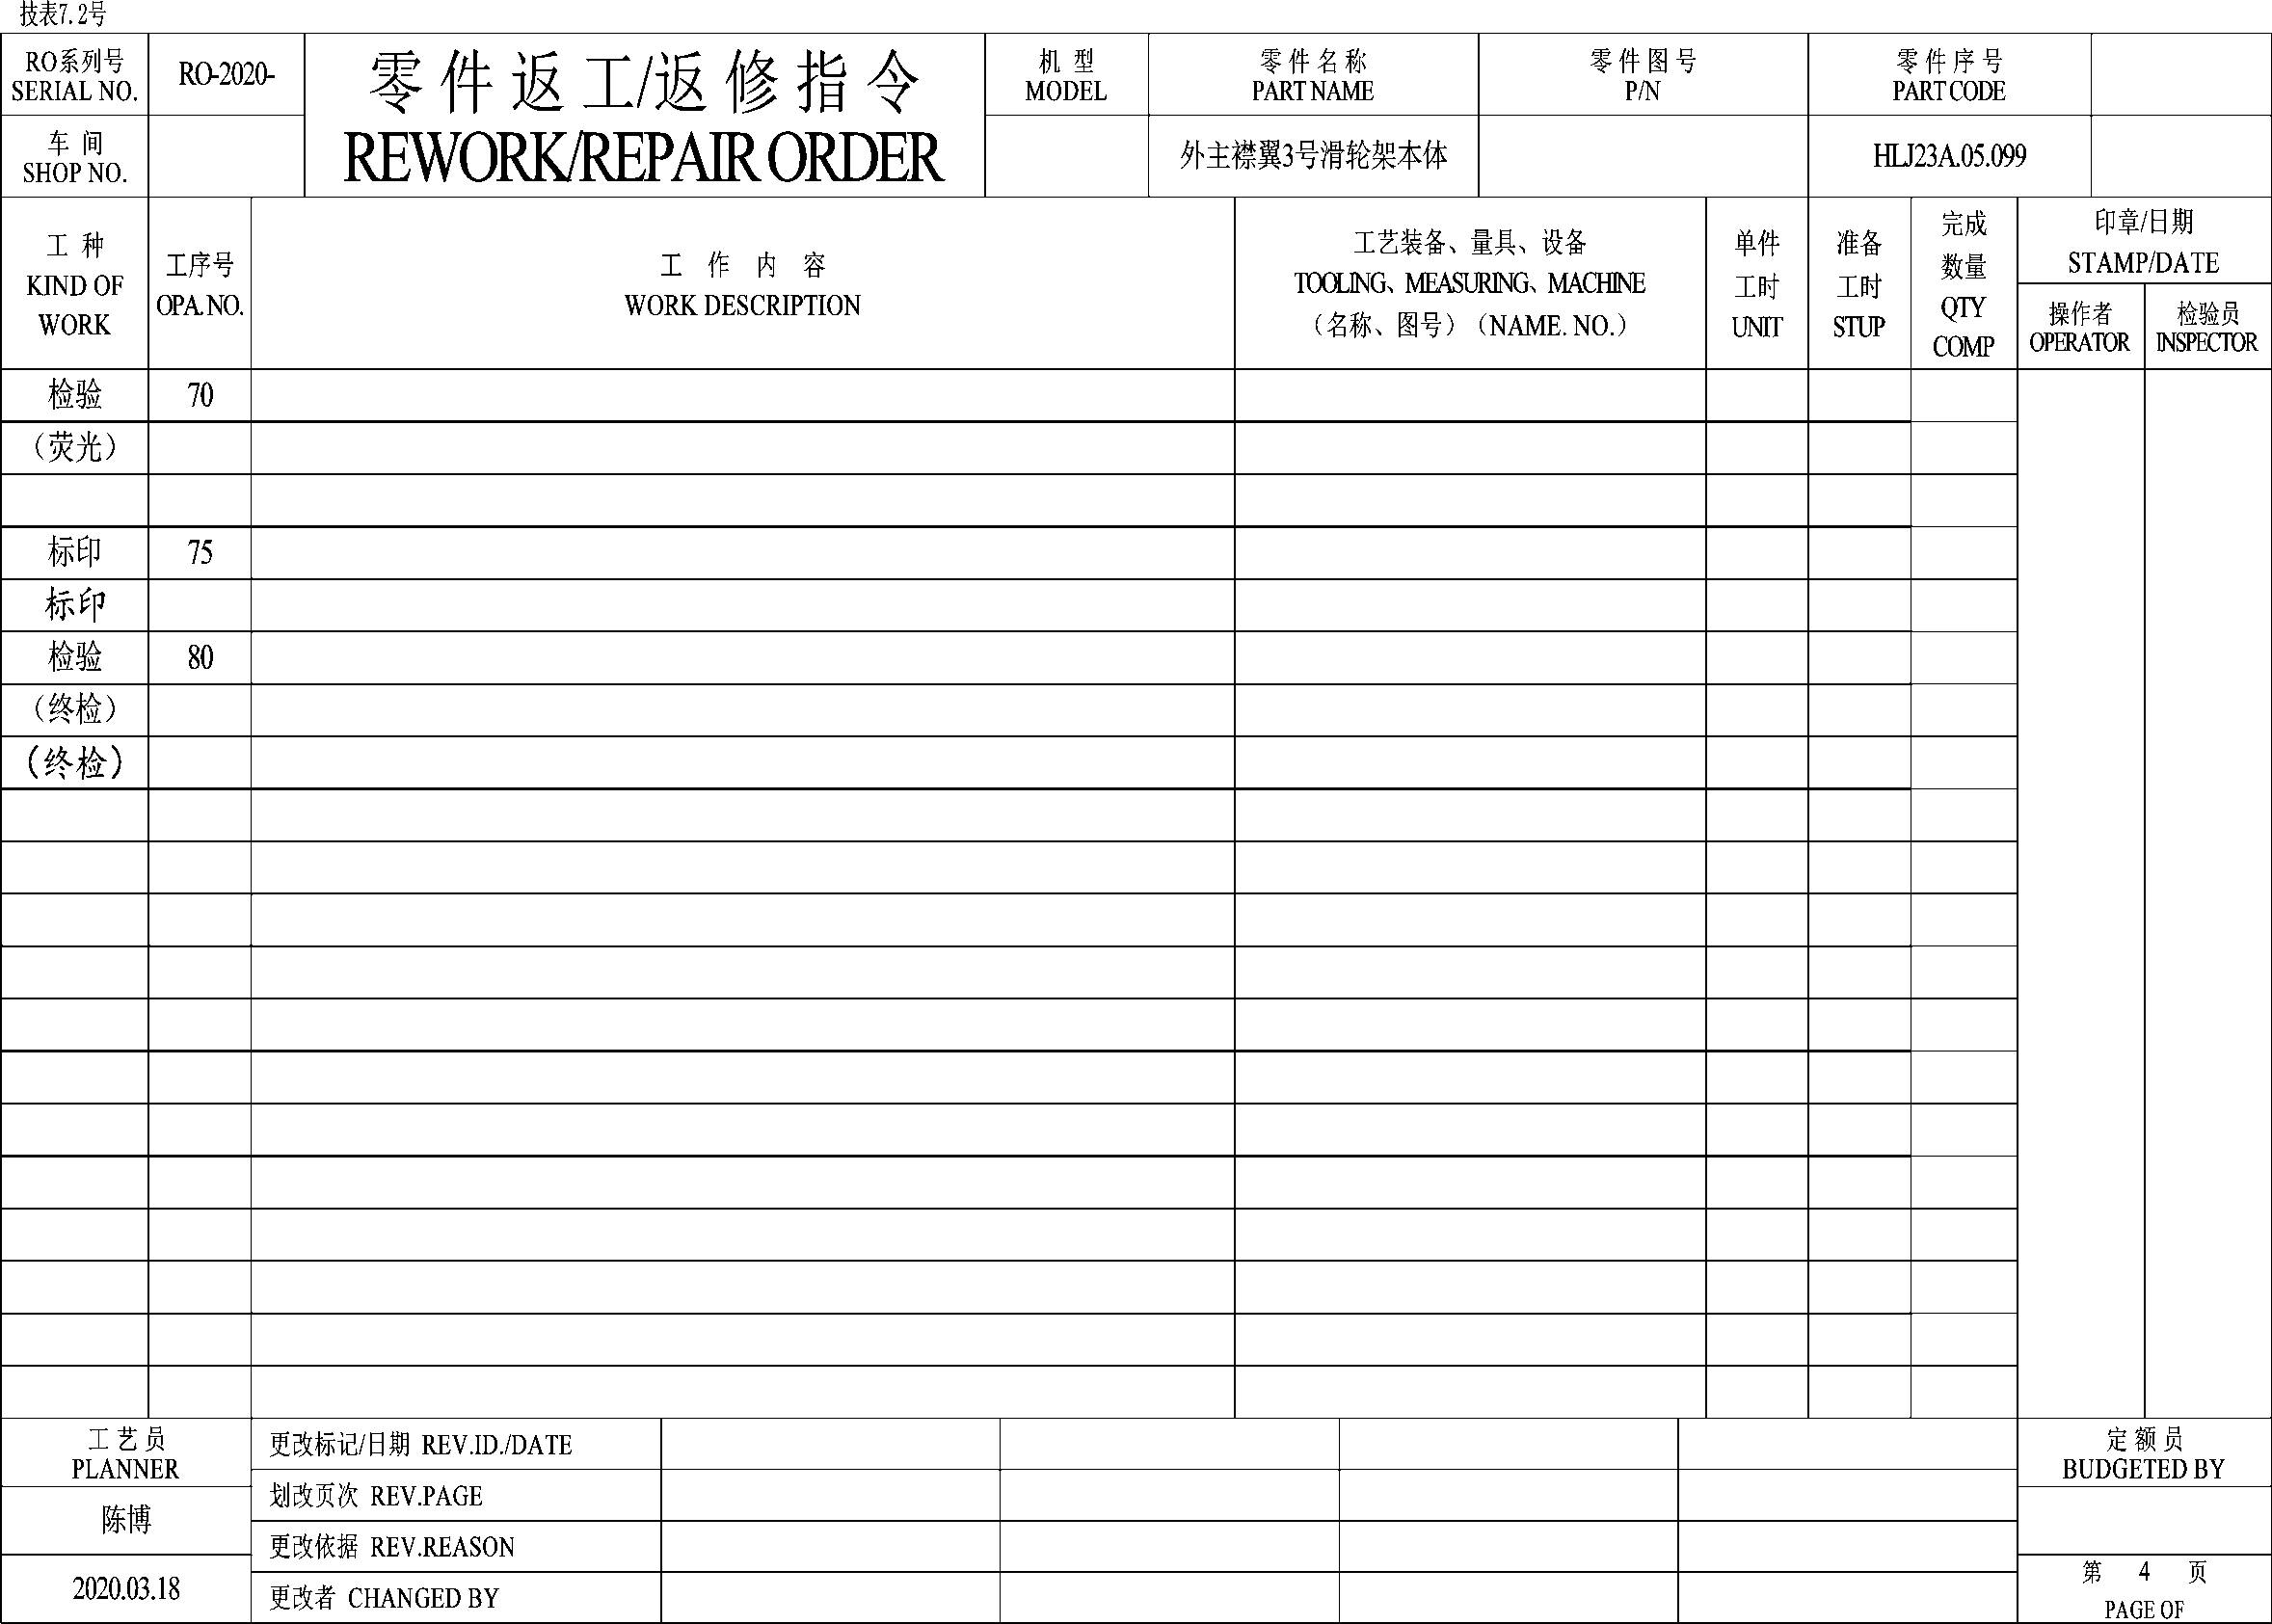 技表7.2号
RO系列号
SERIAL NO.
RO-2020-
零件返工/返修指令
REWORK/REPAIR ORDER
机 型
MODEL
零件名称
PART NAME
零件图号
P/N
零件序号
PART CODE
车 间
SHOP NO.
外主襟翼3号滑轮架本体
HLJ23A.05.099
工 种
KIND OF
WORK
工序号
OPA. NO.
工 作 内 容
WORK DESCRIPTION
工艺装备、量具、设备
TOOLING、MEASURING、MACHINE
（名称、图号）（NAME. NO.）
单件
工时
UNIT
准备
工时
STUP
完成
数量
QTY
COMP
印章/日期
STAMP/DATE
操作者
OPERATOR
检验员
INSPECTOR
检验 70
（荧光）
标印 75
标印
检验 80
（终检）
（终检）
工艺员
PLANNER
陈博
2020.03.18
更改标记/日期 REV.ID./DATE
划改页次 REV.PAGE
更改依据 REV.REASON
更改者 CHANGED BY
定额员
BUDGETED BY
第 4 页
PAGE OF